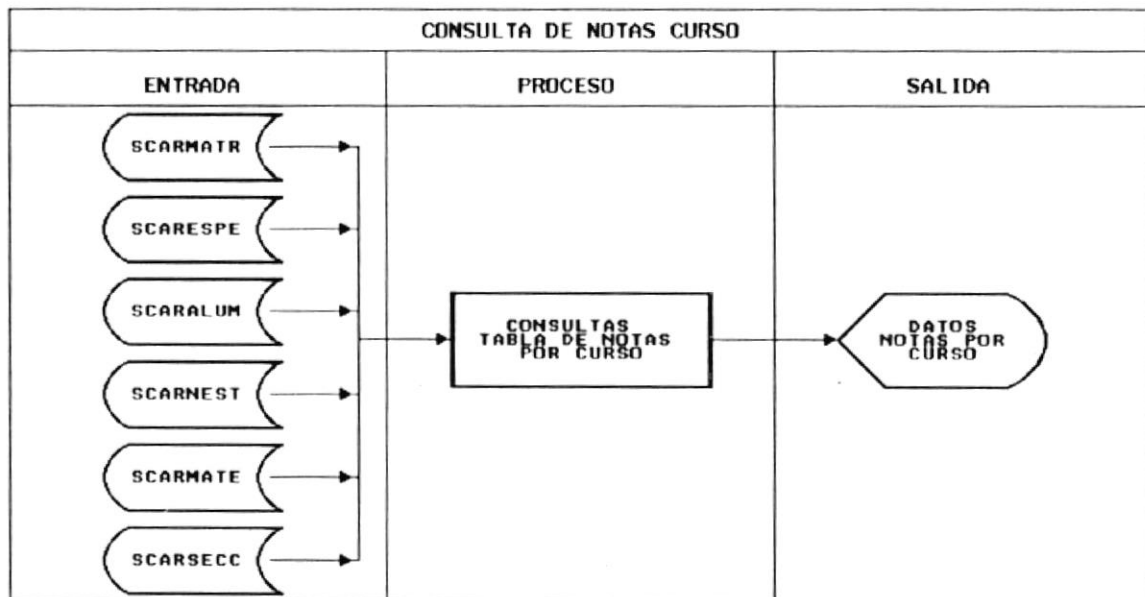 CONSULTA DE NOTAS CURSO
ENTRADA
PROCESO
SALIDA
SCARMATR
SCARESPE
SCARALUM
SCARNEST
SCARMATE
SCARSECC
CONSULTAS
TABLA DE NOTAS
POR CURSO
DATOS
NOTAS POR
CURSO